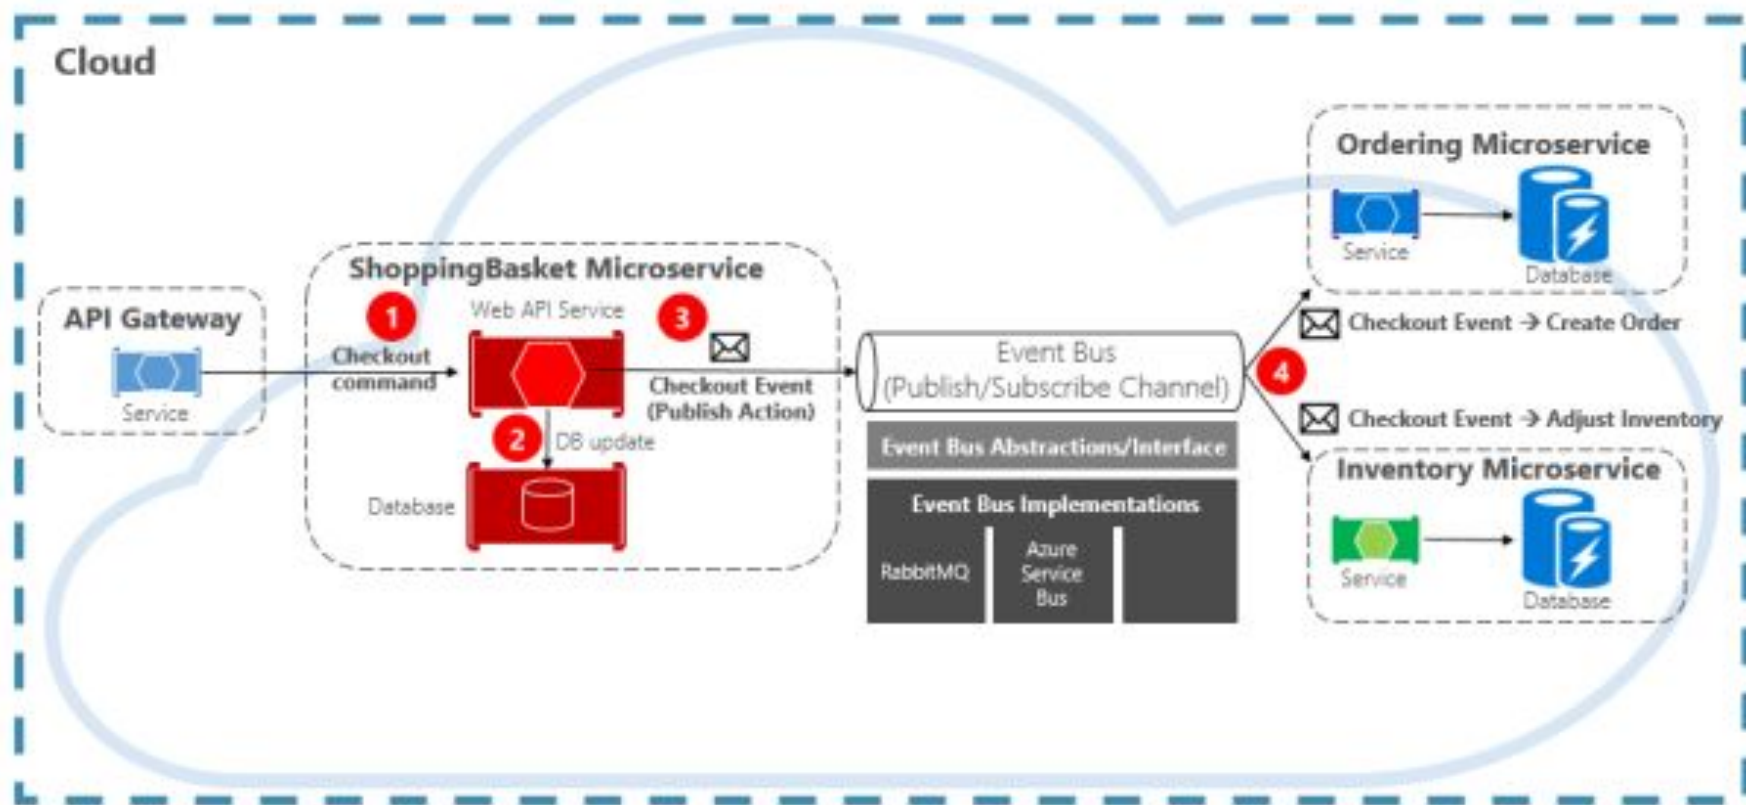 Cloud
API Gateway
Service
ShoppingBasket Microservice
1
Checkout
command
Web API Service
3
Checkout Event
(Publish Action)
2
DB update
Database
Event Bus
(Publish/Subscribe Channel)
Event Bus Abstractions/Interface
Event Bus Implementations
RabbitMQ
Azure
Service
Bus
4
Ordering Microservice
Service
Database
Checkout Event → Create Order
Checkout Event → Adjust Inventory
Inventory Microservice
Service
Database